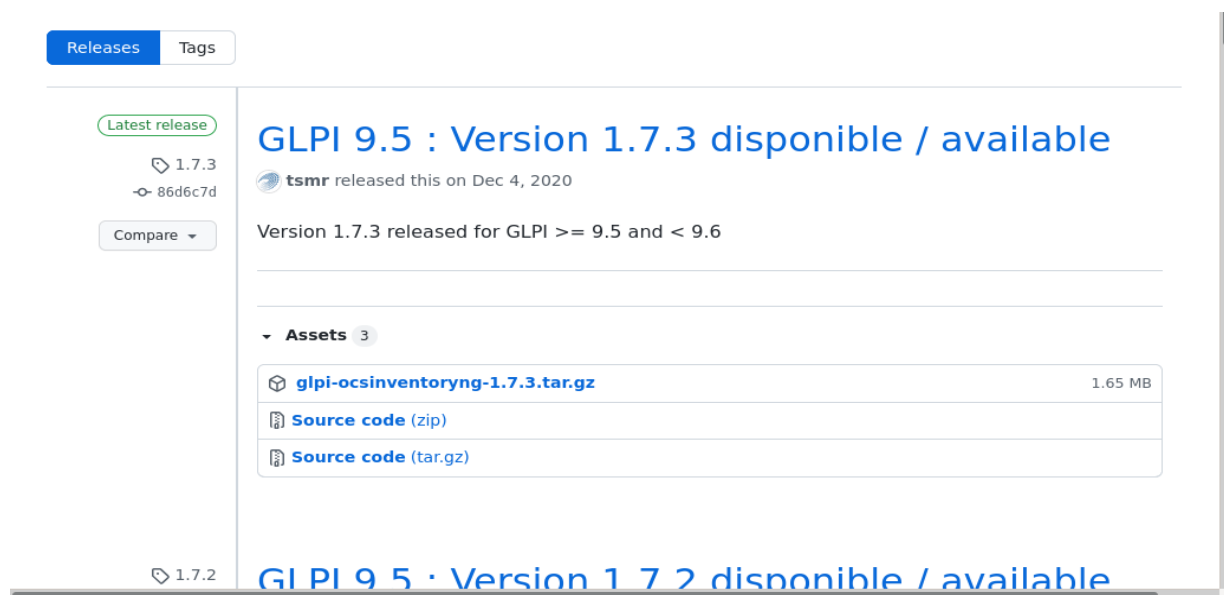 Releases Tags
Latest release
1.7.3
86d6c7d
Compare
GLPI 9.5 : Version 1.7.3 disponible / available
tsmr released this on Dec 4, 2020
Version 1.7.3 released for GLPI >= 9.5 and < 9.6
Assets 3
glpi-ocsinventoryng-1.7.3.tar.gz 1.65 MB
Source code (zip)
Source code (tar.gz)
1.7.2
GLPI 9.5 : Version 1.7.2 disponible / available